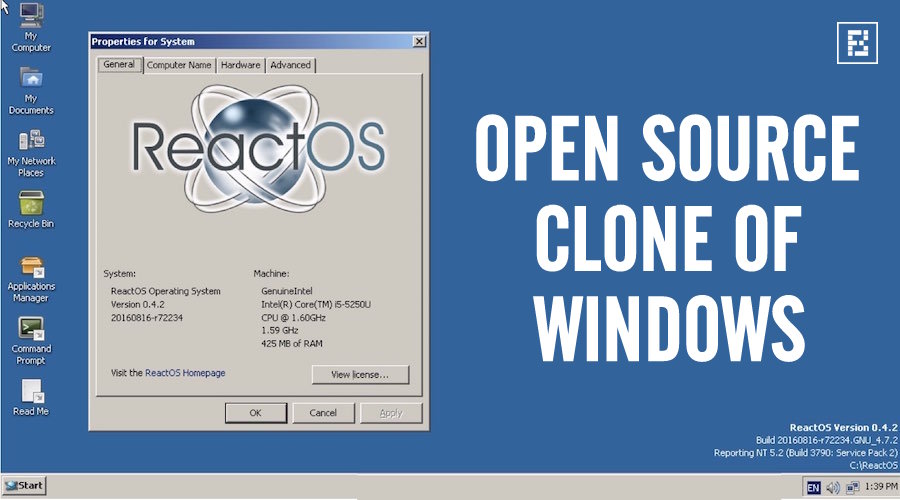 My
Computer
My
Documents
My Network
Places
Recycle Bin
Applications
Manager
Command
Prompt
Read Me
Properties for System
General
Computer Name
Hardware
Advanced
ReactOS
System:
ReactOS Operating System
Version 0.4.2
20160816-r72234
Machine:
GenuineIntel
Intel(R) Core(TM) i5-5250U
CPU @ 1.60GHz
1.59 GHz
425 MB of RAM
Visit the ReactOS Homepage
View license...
OK
Cancel
Apply
OPEN SOURCE
CLONE OF
WINDOWS
ReactOS Version 0.4.2
Build 20160816-r72234.GNU_4.7.2
Reporting NT 5.2 (Build 3790: Service Pack 2)
C:\ReactOS
Start
EN
1:39 PM